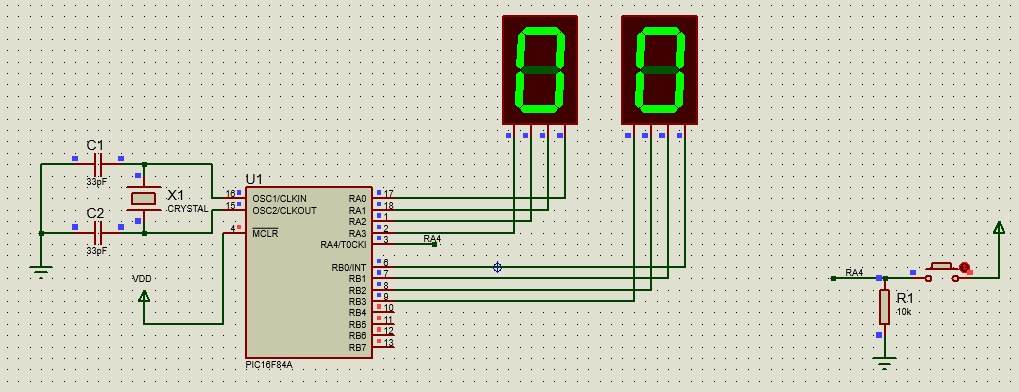 0
0
C1
33pF
X1
CRYSTAL
C2
33pF
VDD
U1
16 OSC1/CLKIN
15 OSC2/CLKOUT
4 MCLR
RA0 17
RA1 18
RA2 1
RA3 2
RA4/T0CKI 3
RB0/INT 6
RB1 7
RB2 8
RB3 9
RB4 10
RB5 11
RB6 12
RB7 13
PIC16F84A
RA4
RA4
R1
10k